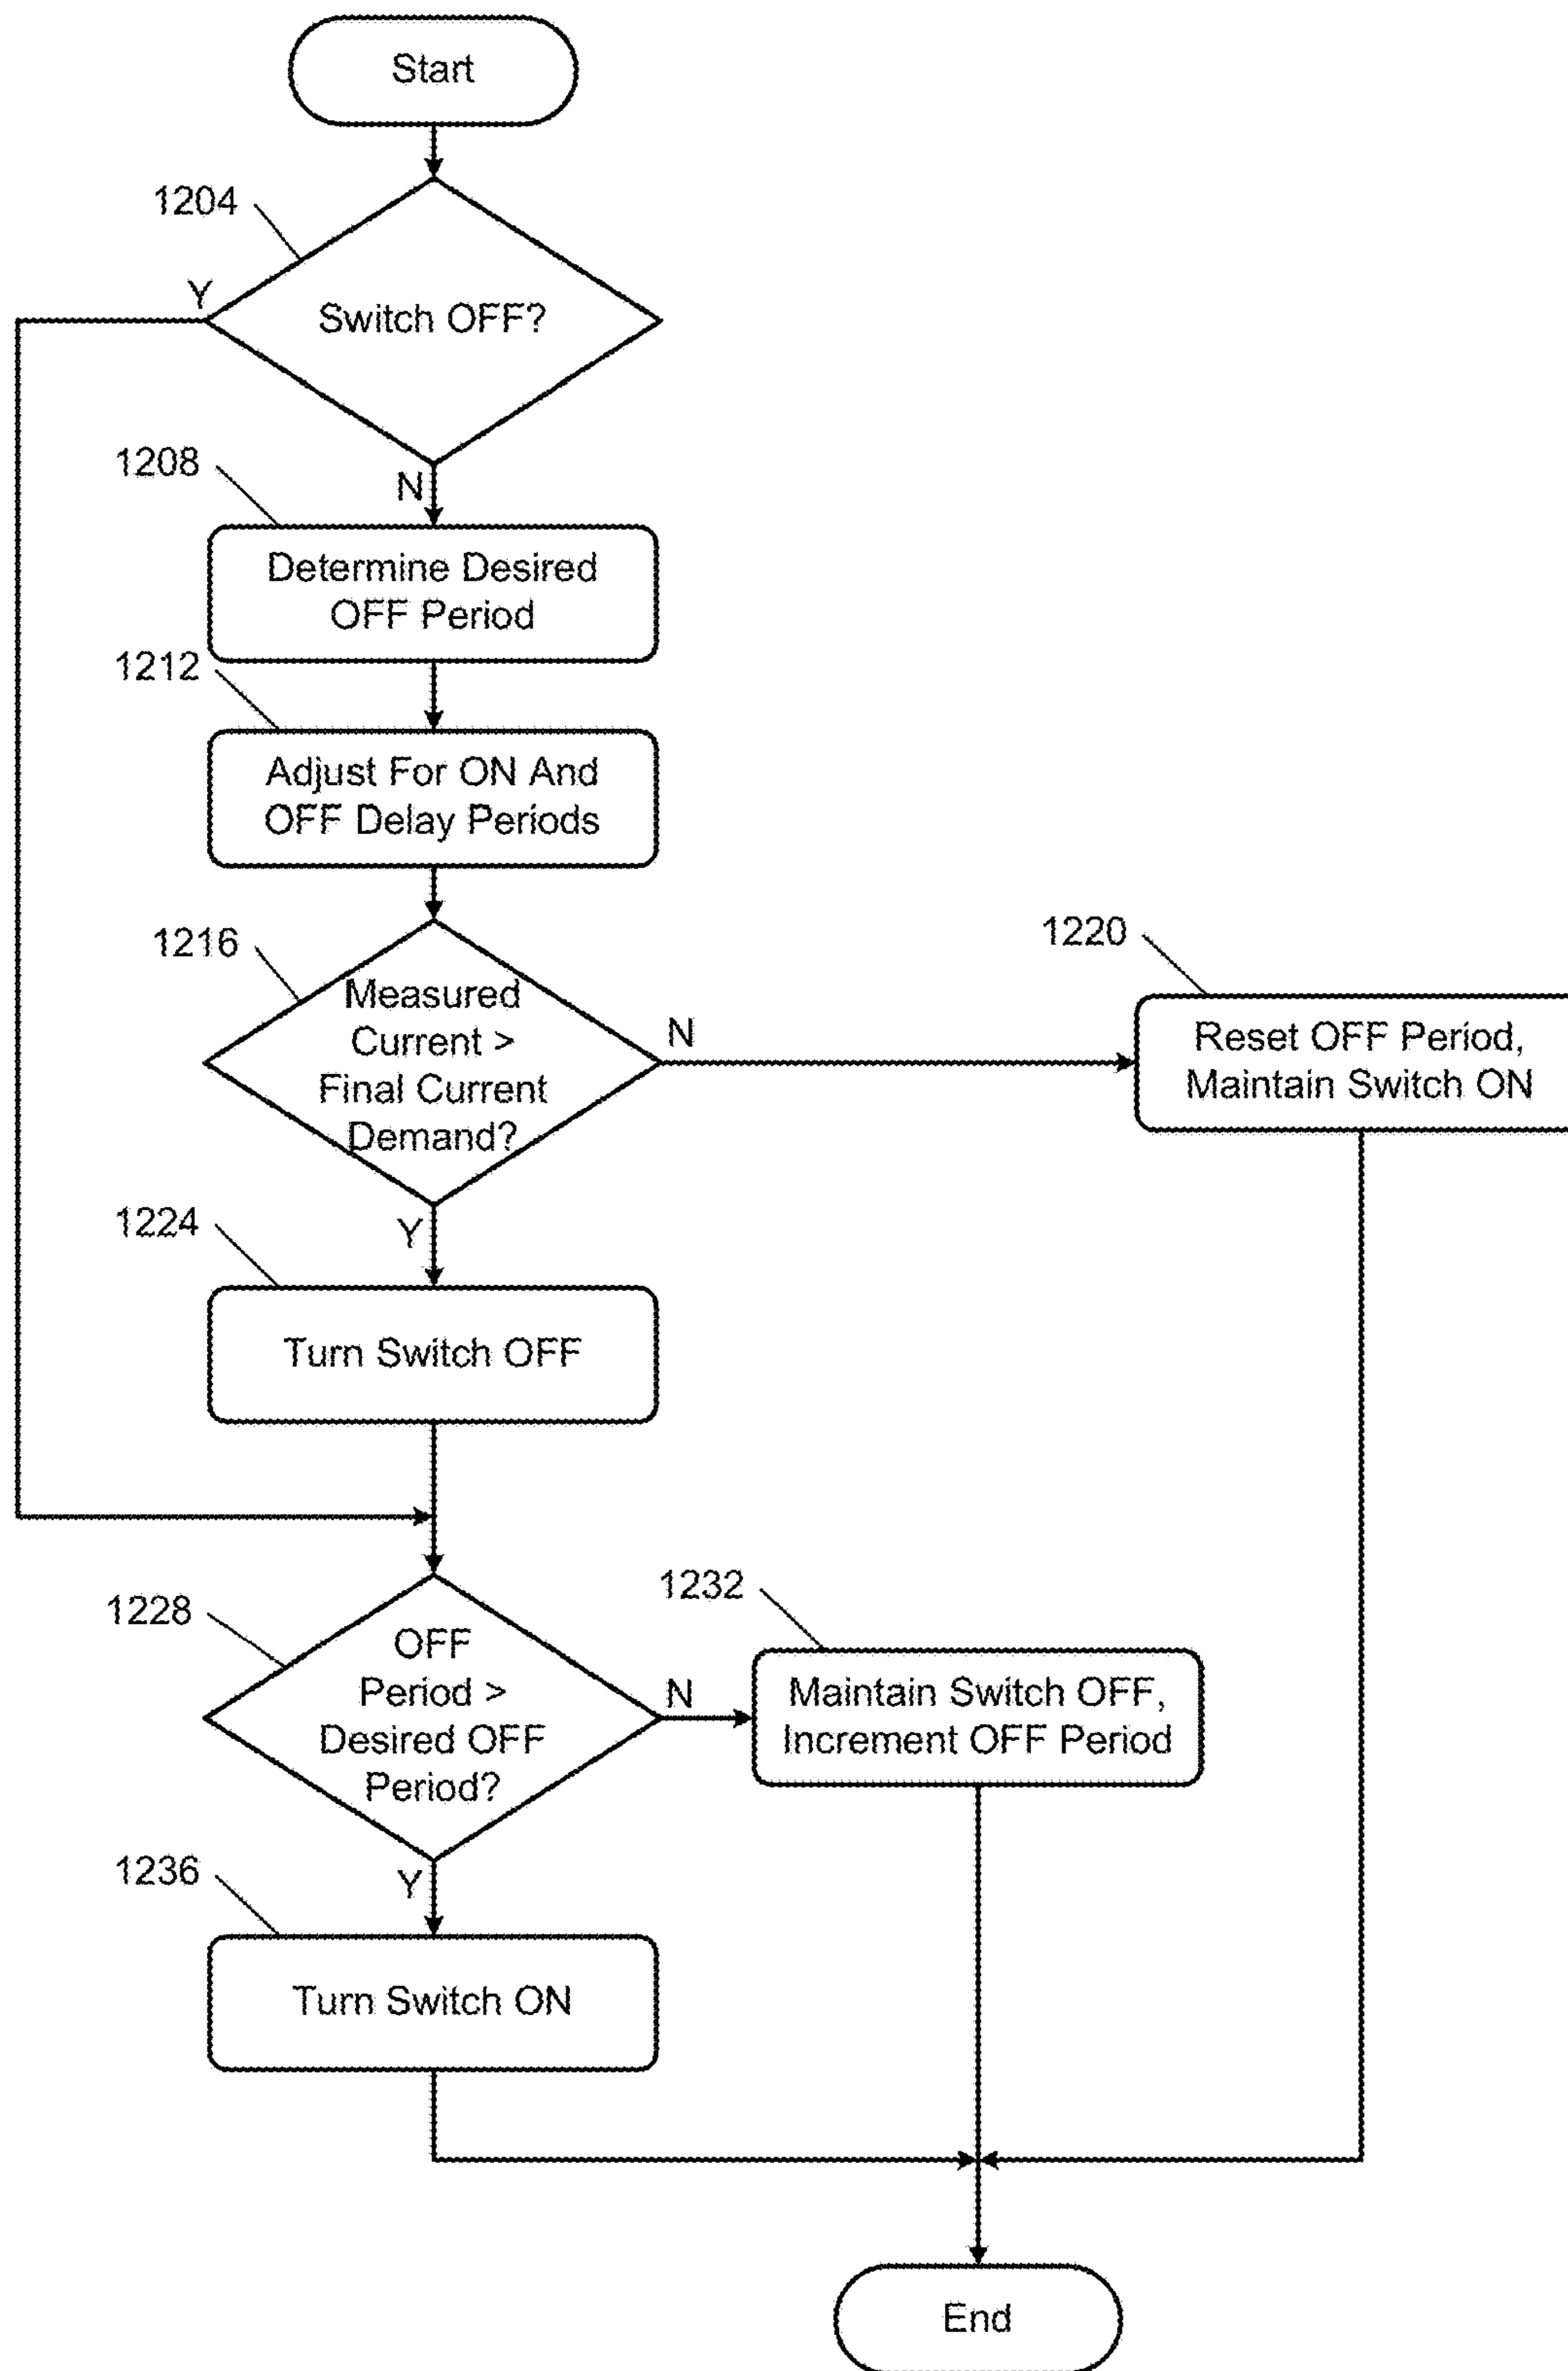 Start
1204
Y
Switch OFF?
1208
N
Determine Desired
OFF Period
1212
Adjust For ON And
OFF Delay Periods
1216
Measured
Current >
Final Current
Demand?
N
1220
Reset OFF Period,
Maintain Switch ON
1224
Y
Turn Switch OFF
1228
OFF
Period >
Desired OFF
Period?
N
1232
Maintain Switch OFF,
Increment OFF Period
1236
Y
Turn Switch ON
End